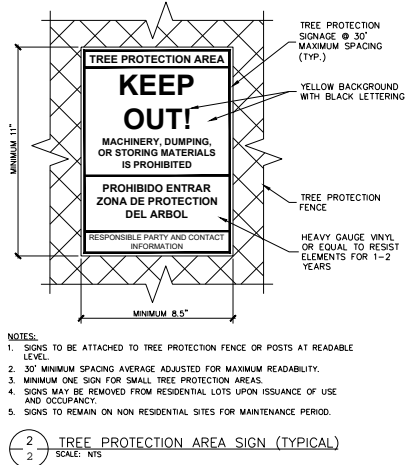 TREE PROTECTION
SIGNAGE @ 30'
MAXIMUM SPACING
(TYP.)
TREE PROTECTION AREA
KEEP
OUT!
MACHINERY, DUMPING,
OR STORING MATERIALS
IS PROHIBITED
PROHIBIDO ENTRAR
ZONA DE PROTECTION
DEL ARBOL
RESPONSIBLE PARTY AND CONTACT
INFORMATION
YELLOW BACKGROUND
WITH BLACK LETTERING
TREE PROTECTION
FENCE
HEAVY GAUGE VINYL
OR EQUAL TO RESIST
ELEMENTS FOR 1-2
YEARS
MINIMUM 11"
MINIMUM 8.5"
NOTES:
1. SIGNS TO BE ATTACHED TO TREE PROTECTION FENCE OR POSTS AT READABLE
LEVEL.
2. 30' MINIMUM SPACING AVERAGE ADJUSTED FOR MAXIMUM READABILITY.
3. MINIMUM ONE SIGN FOR SMALL TREE PROTECTION AREAS.
4. SIGNS MAY BE REMOVED FROM RESIDENTIAL LOTS UPON ISSUANCE OF USE
AND OCCUPANCY.
5. SIGNS TO REMAIN ON NON RESIDENTIAL SITES FOR MAINTENANCE PERIOD.
2
2
TREE PROTECTION AREA SIGN (TYPICAL)
SCALE: NTS